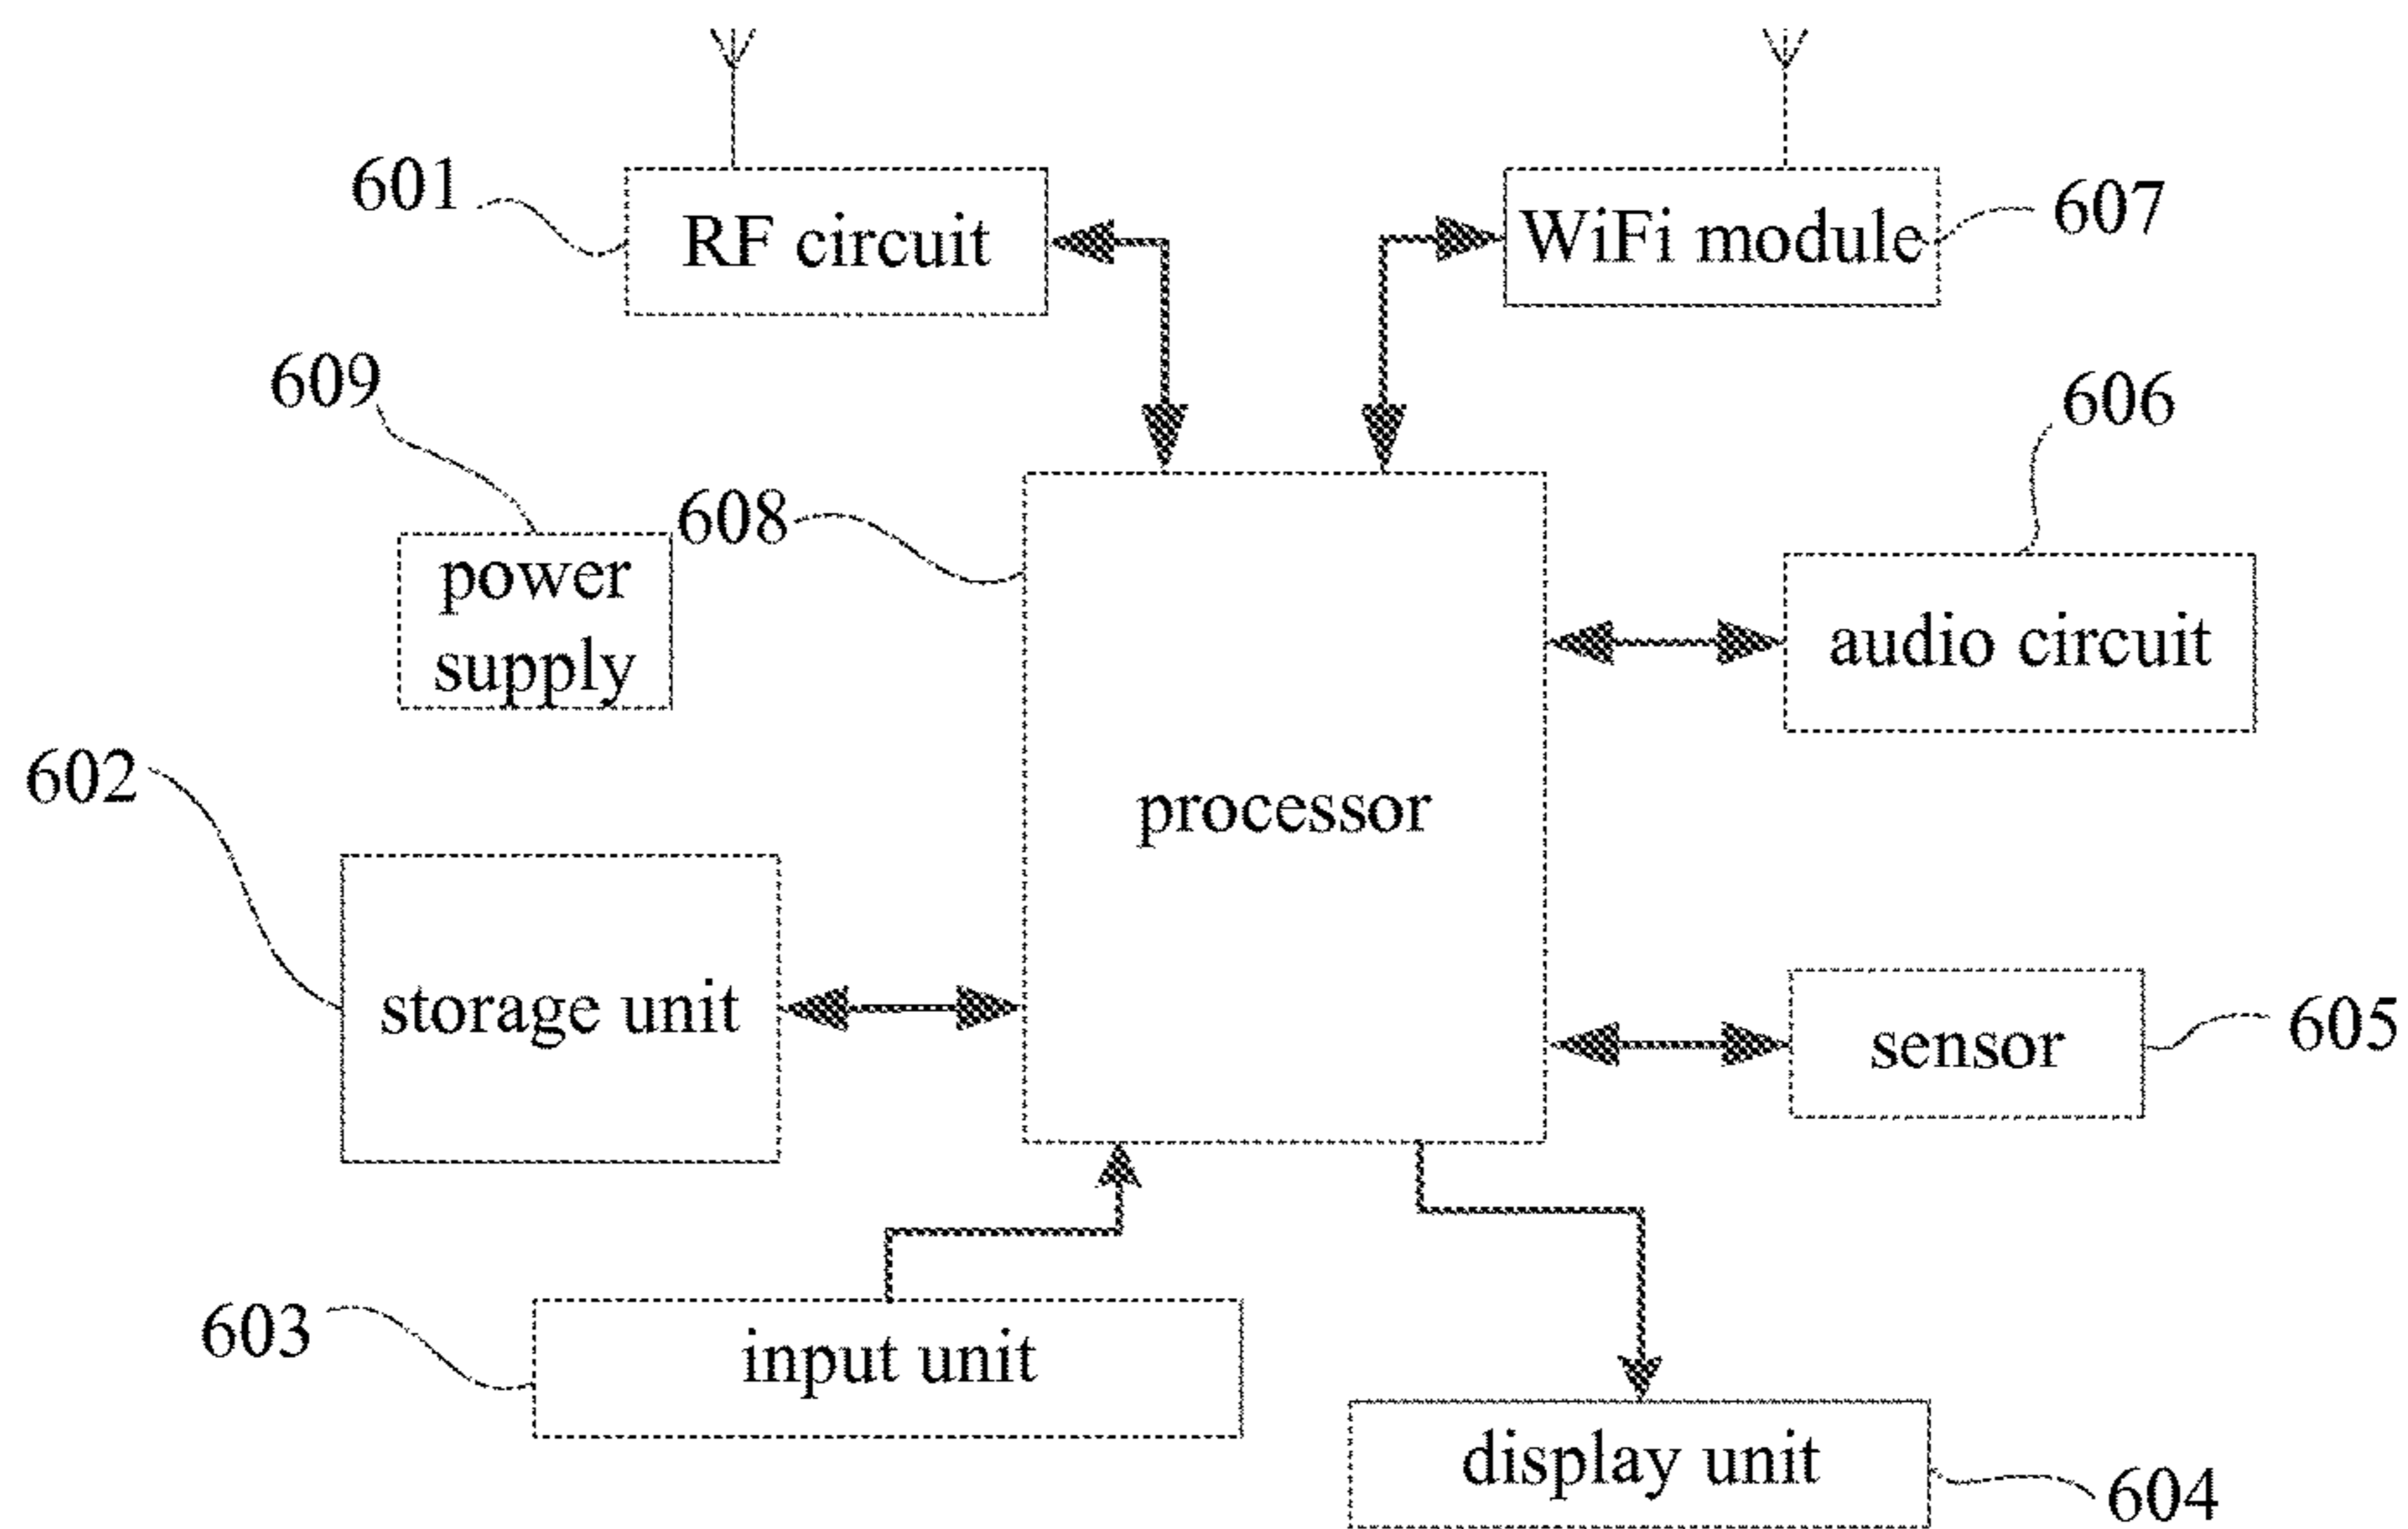 601
RF circuit
WiFi module
607
609
608
606
power
supply
audio circuit
602
processor
storage unit
sensor
605
603
input unit
display unit
604